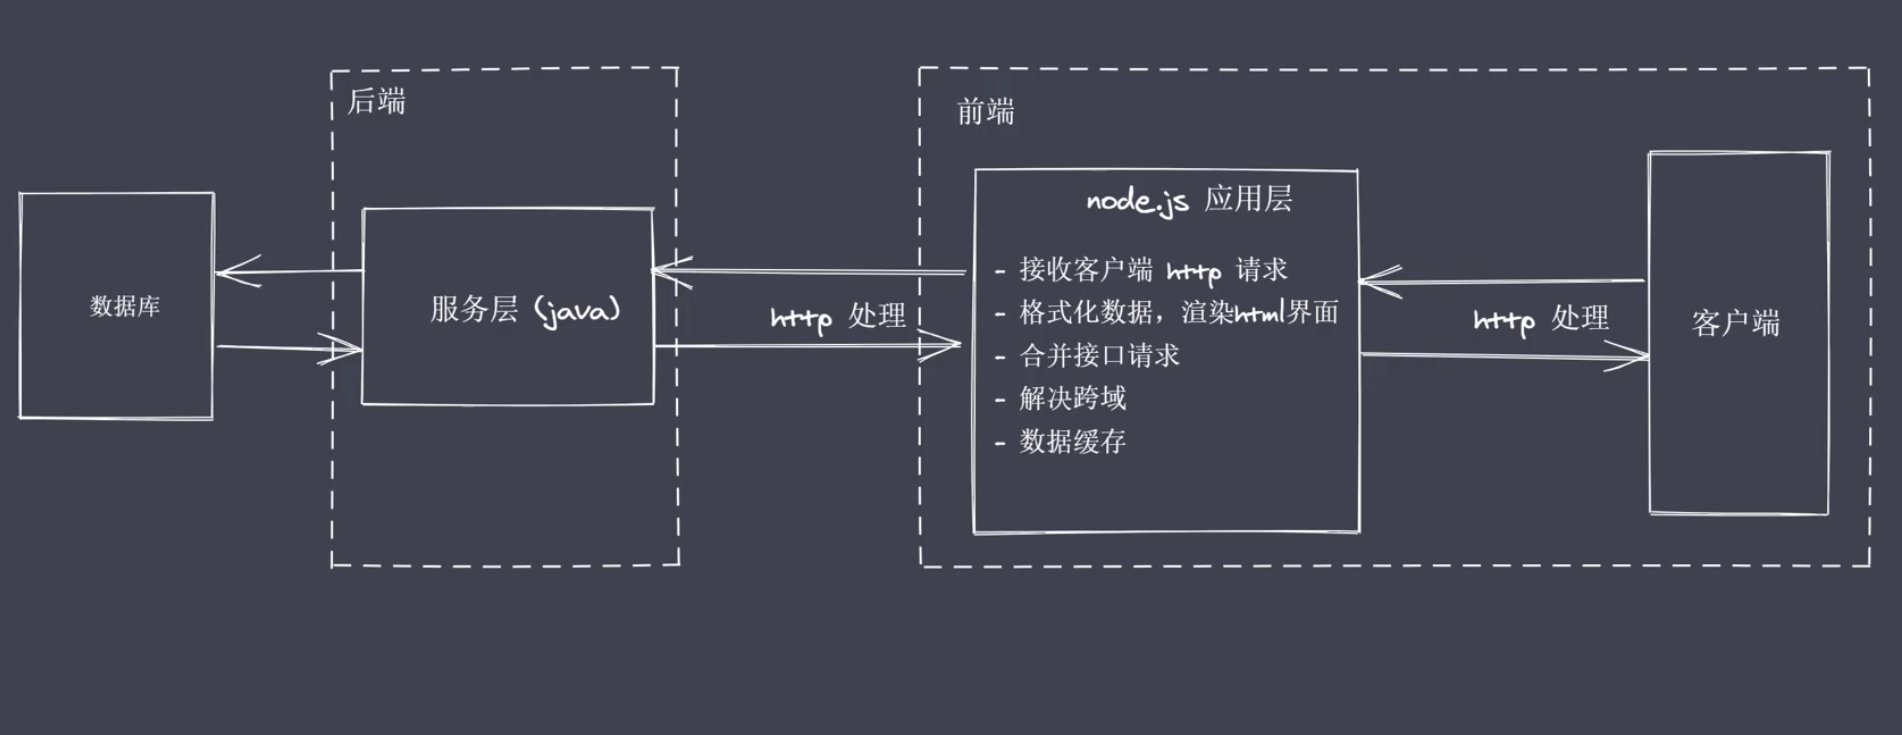 后端
前端
数据库
服务层（java）
http 处理
node.js 应用层
- 接收客户端 http 请求
- 格式化数据，渲染html界面
- 合并接口请求
- 解决跨域
- 数据缓存
http 处理
客户端